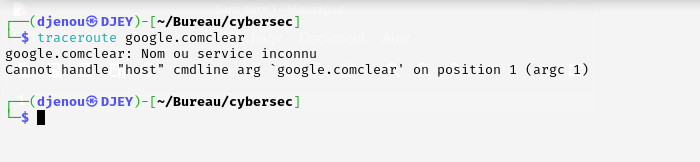 ┌──(djenou㉿DJEY)-[~/Bureau/cybersec]
└─$ traceroute google.comclear
google.comclear: Nom ou service inconnu
Cannot handle "host" cmdline arg `google.comclear' on position 1 (argc 1)
┌──(djenou㉿DJEY)-[~/Bureau/cybersec]
└─$